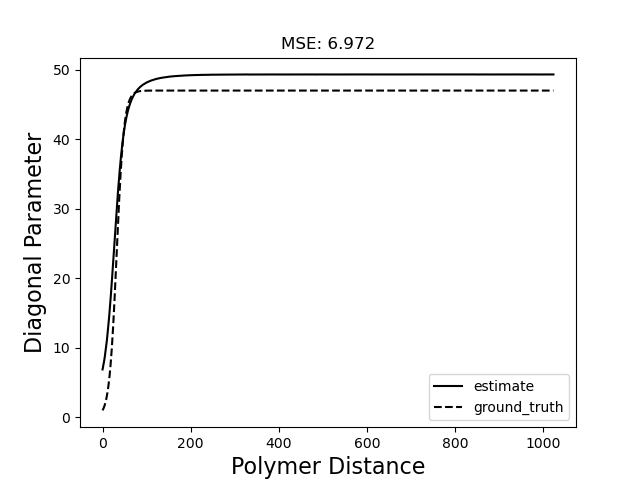 MSE: 6.972
Diagonal Parameter
50
40
30
20
10
0
estimate
ground_truth
0 200 400 600 800 1000
Polymer Distance